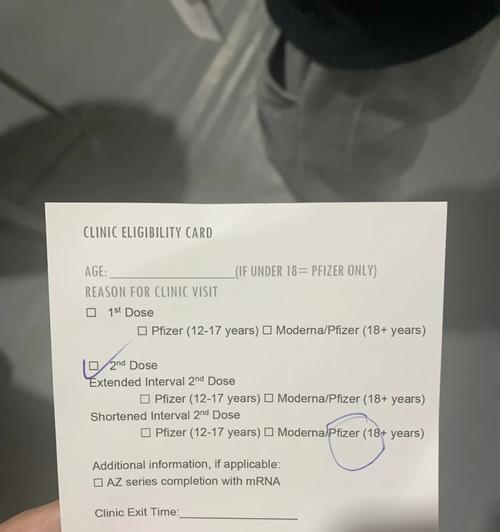 CLINIC ELIGIBILITY CARD
AGE: ____________________(IF UNDER 18= PFIZER ONLY)
REASON FOR CLINIC VISIT
☐ 1st Dose
☐ Pfizer (12-17 years) ☐ Moderna/Pfizer (18+ years)
☐ 2nd Dose
Extended Interval 2nd Dose
☐ Pfizer (12-17 years) ☐ Moderna/Pfizer (18+ years)
Shortened Interval 2nd Dose
☐ Pfizer (12-17 years) ☐ Moderna/Pfizer (18+ years)
Additional information, if applicable:
☐ AZ series completion with mRNA
Clinic Exit Time:____________________